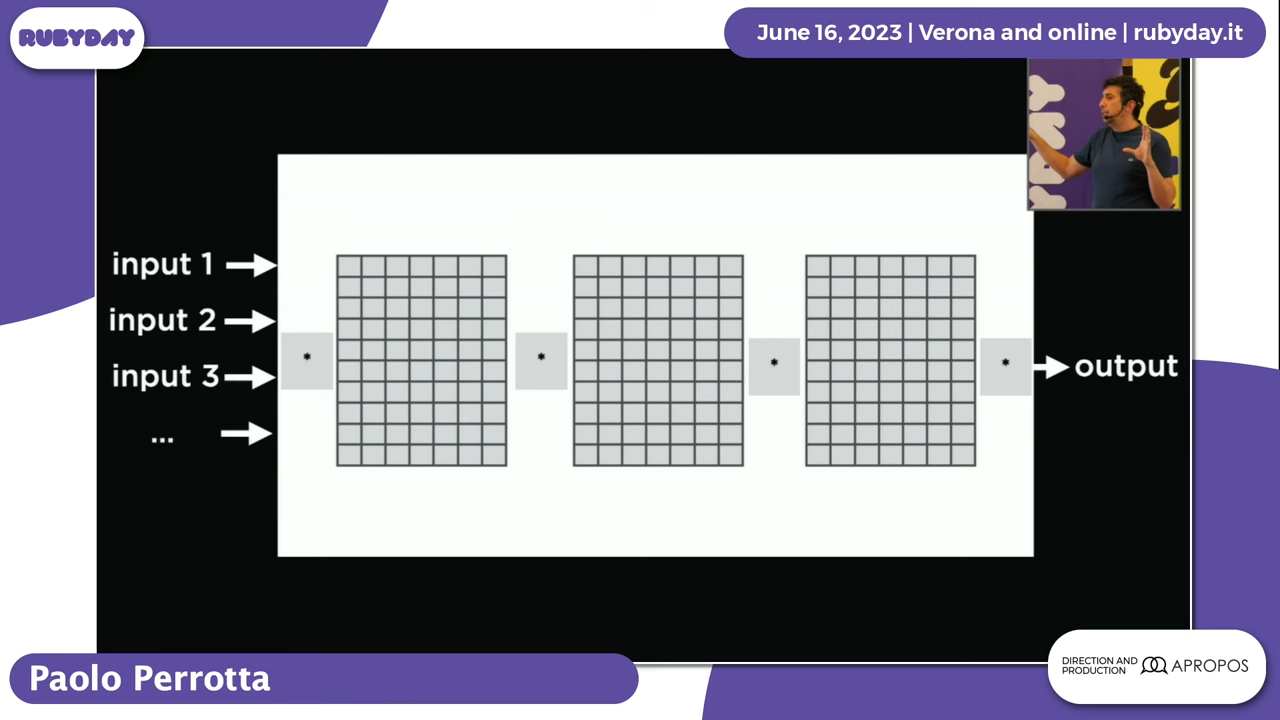 RUBYDAY
June 16, 2023 | Verona and online | rubyday.it
input 1
input 2
input 3
...
* * * *
output
Paolo Perrotta
DIRECTION AND
PRODUCTION
APROPOS